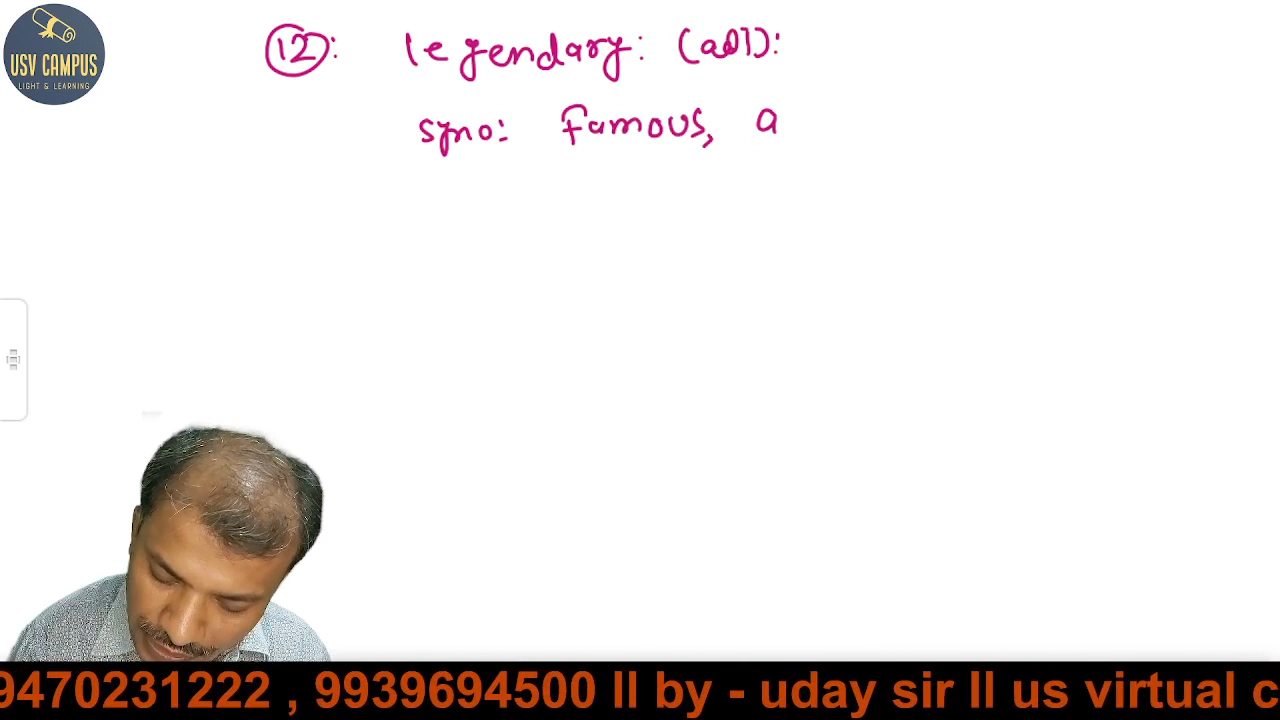 USV CAMPUS
LIGHT & LEARNING
12: legendary: (adj):
syno: Famous, a
9470231222 , 9939694500 ll by - uday sir ll us virtual c